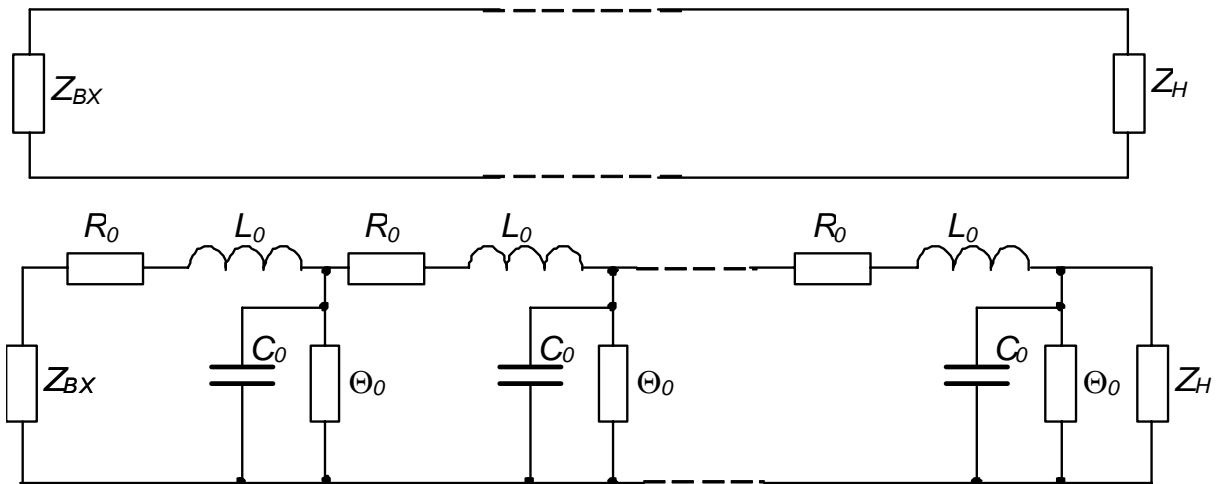 Z_BX
Z_H
R_0 L_0 R_0 L_0 R_0 L_0
C_0 C_0 C_0
Z_BX Θ_0 Θ_0 Θ_0 Z_H